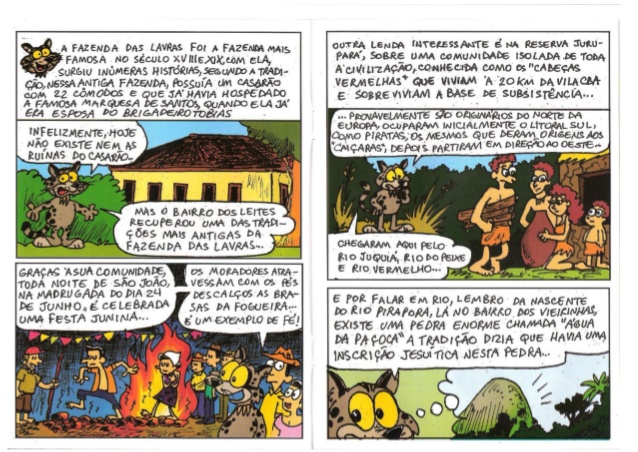 A FAZENDA DAS LAVRAS FOI A FAZENDA MAIS
FAMOSA NO SÉCULO XVIII E XIX, COM ELA,
SURGIU INÚMERAS HISTÓRIAS, SEGUNDO A TRADI-
ÇÃO, NESSA ANTIGA FAZENDA, POSSUÍA UM CASARÃO
COM 22 CÔMODOS E QUE JÁ HAVIA HOSPEDADO
A FAMOSA MARQUESA DE SANTOS, QUANDO ELA JÁ
ERA ESPOSA DO BRIGADEIRO TOBIAS
INFELIZMENTE, HOJE
NÃO EXISTE NEM AS
RUÍNAS DO CASARÃO...
MAS O BAIRRO DOS LEITES
RECUPEROU UMA DAS TRADI-
ÇÕES MAIS ANTIGAS DA
FAZENDA DAS LAVRAS...
GRAÇAS A SUA COMUNIDADE,
TODA NOITE DE SÃO JOÃO,
NA MADRUGADA DO DIA 24
DE JUNHO, É CELEBRADA
UMA FESTA JUNINA...
OS MORADORES ATRA-
VESSAM COM OS PÉS
DESCALÇOS AS BRA-
SAS DA FOGUEIRA...
É UM EXEMPLO DE FÉ!
OUTRA LENDA INTERESSANTE É NA RESERVA JURU-
PARÁ, SOBRE UMA COMUNIDADE ISOLADA DE TODA
A CIVILIZAÇÃO, CONHECIDA COMO OS "CABEÇAS
VERMELHAS" QUE VIVIAM À 20 KM DA VILA CBA
E SOBREVIVIAM A BASE DE SUBSISTÊNCIA...
... PROVAVELMENTE SÃO ORIGINÁRIOS DO NORTE DA
EUROPA, OCUPARAM INICIALMENTE O LITORAL SUL,
COMO PIRATAS, OS MESMOS QUE DERAM ORIGENS AOS
"CAIÇARAS", DEPOIS PARTIRAM EM DIREÇÃO AO OESTE..
CHEGARAM AQUI PELO
RIO JUQUIÁ, RIO DO PEIXE
E RIO VERMELHO...
E POR FALAR EM RIO, LEMBRO DA NASCENTE
DO RIO PIRAPORA, LÁ NO BAIRRO DOS VIEIRINHAS,
EXISTE UMA PEDRA ENORME CHAMADA "ÁGUA
DA PAÇOCA" A TRADIÇÃO DIZIA QUE HAVIA UMA
INSCRIÇÃO JESUÍTICA NESTA PEDRA...